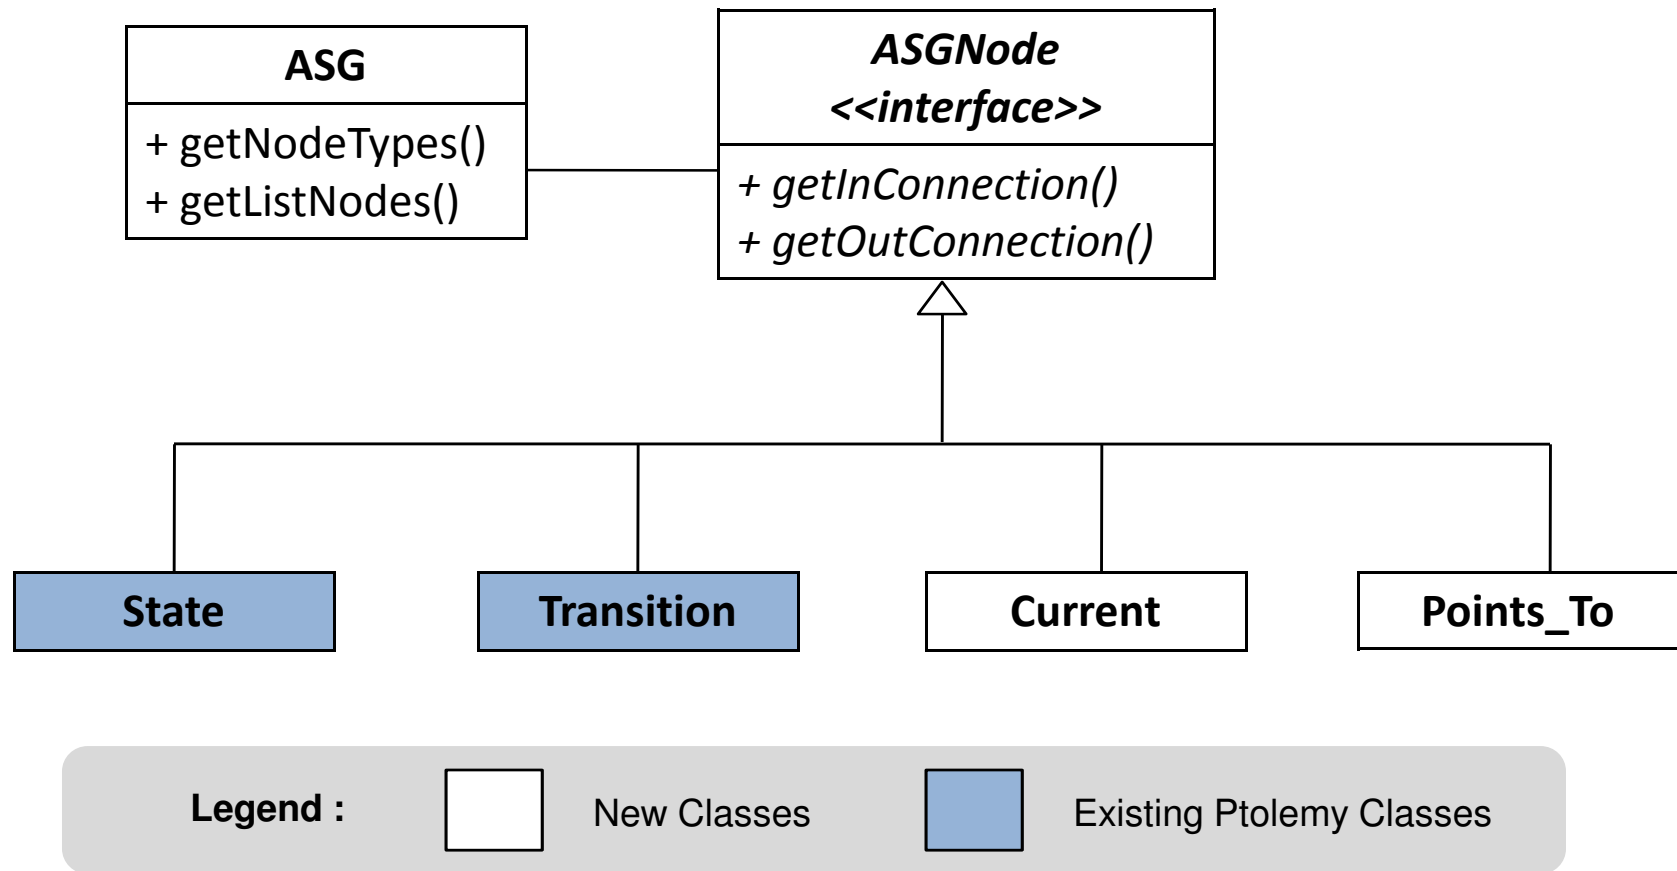 ASG
+ getNodeTypes()
+ getListNodes()
ASGNode
<<interface>>
+ getInConnection()
+ getOutConnection()
State
Transition
Current
Points_To
Legend :
New Classes
Existing Ptolemy Classes